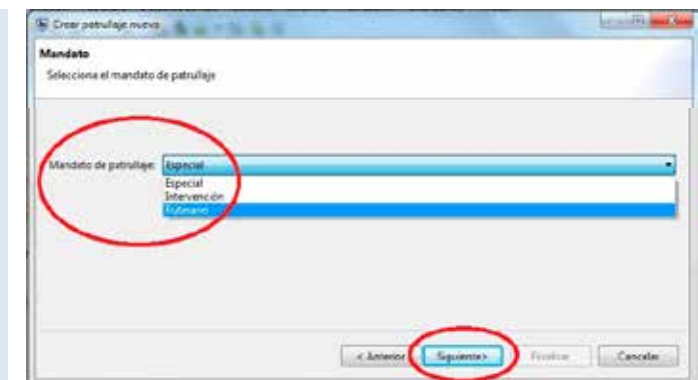 Crear patrullaje nuevo
Mandato
Selecciona el mandato de patrullaje
Mandato de patrullaje: Especial
Especial
Intervención
Rutinario
< Anterior Siguiente> Finalizar Cancelar